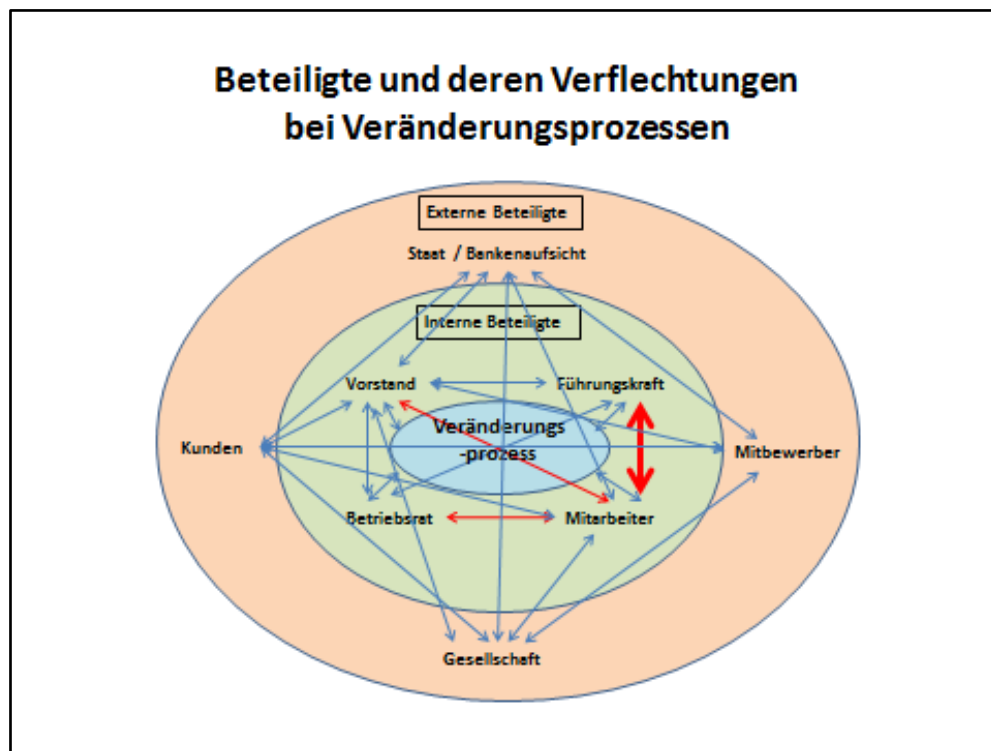 Beteiligte und deren Verflechtungen
bei Veränderungsprozessen
Externe Beteiligte
Staat / Bankenaufsicht
Interne Beteiligte
Vorstand
Führungskraft
Veränderungs
-prozess
Kunden
Mitbewerber
Betriebsrat
Mitarbeiter
Gesellschaft